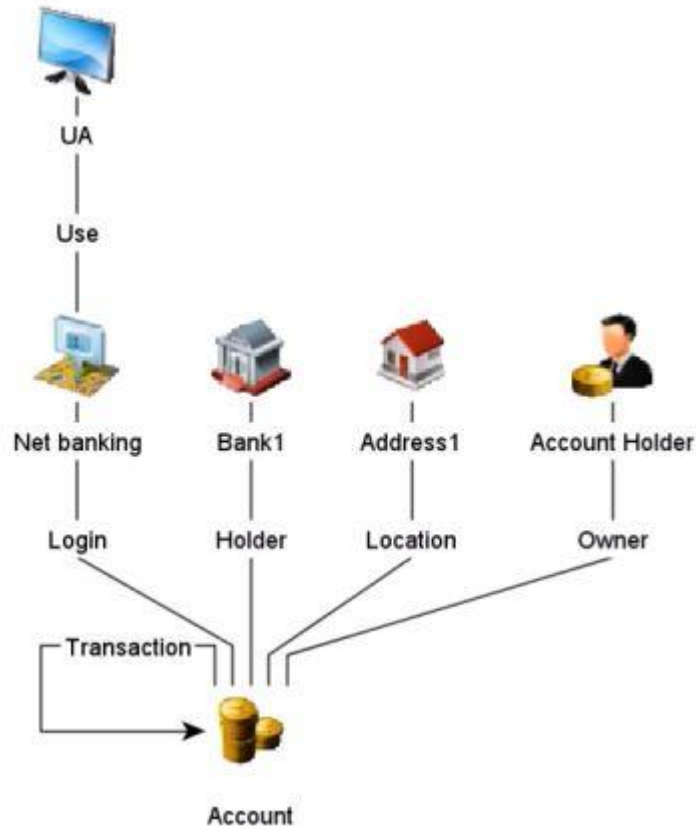 UA
Use
Net banking
Bank1
Address1
Account Holder
Login
Holder
Location
Owner
Transaction
Account